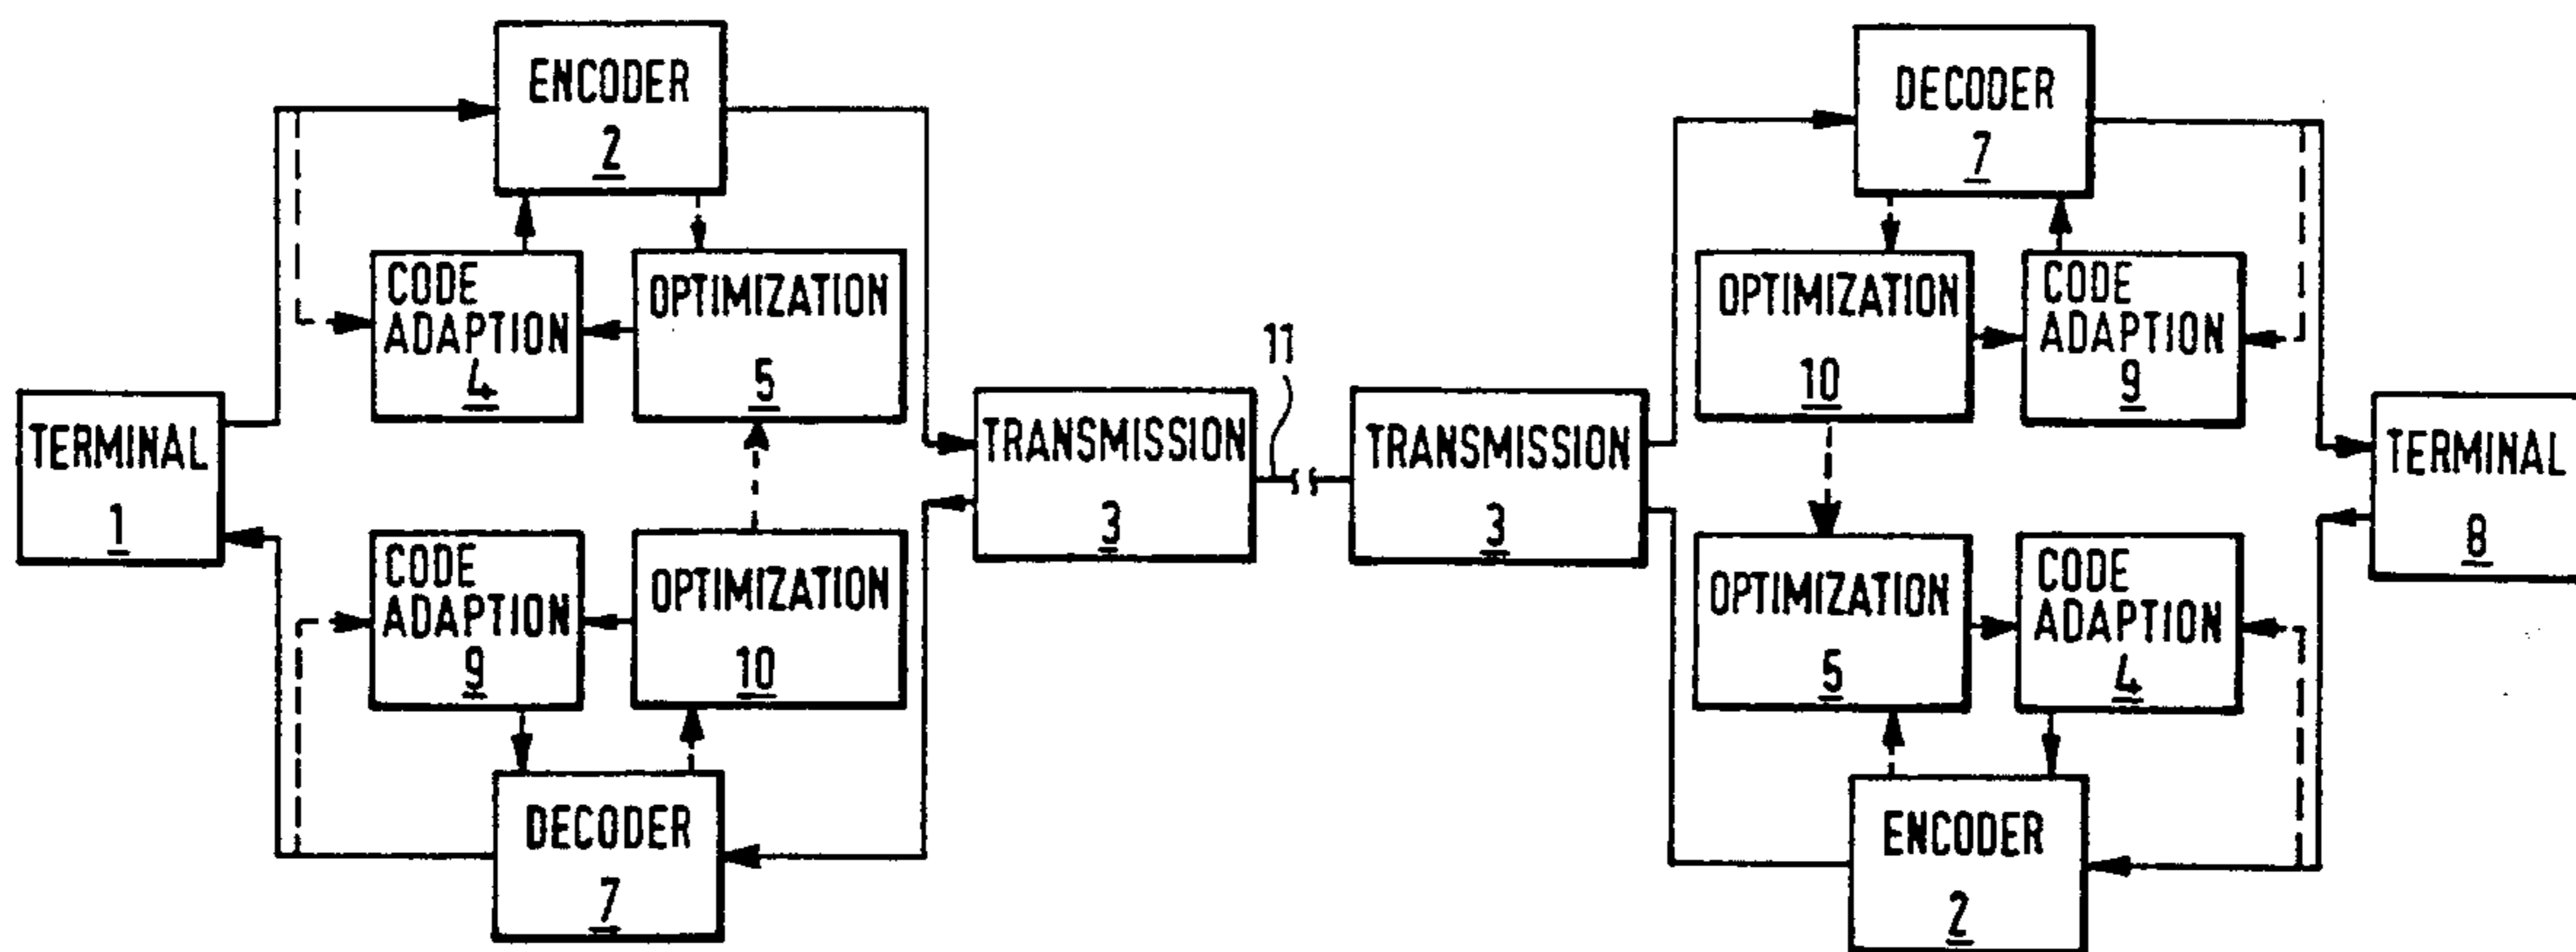 ENCODER
2
CODE
ADAPTION
4
OPTIMIZATION
5
TERMINAL
1
CODE
ADAPTION
9
OPTIMIZATION
10
DECODER
7
TRANSMISSION
3
11
TRANSMISSION
3
DECODER
7
OPTIMIZATION
10
CODE
ADAPTION
9
OPTIMIZATION
5
CODE
ADAPTION
4
ENCODER
2
TERMINAL
8